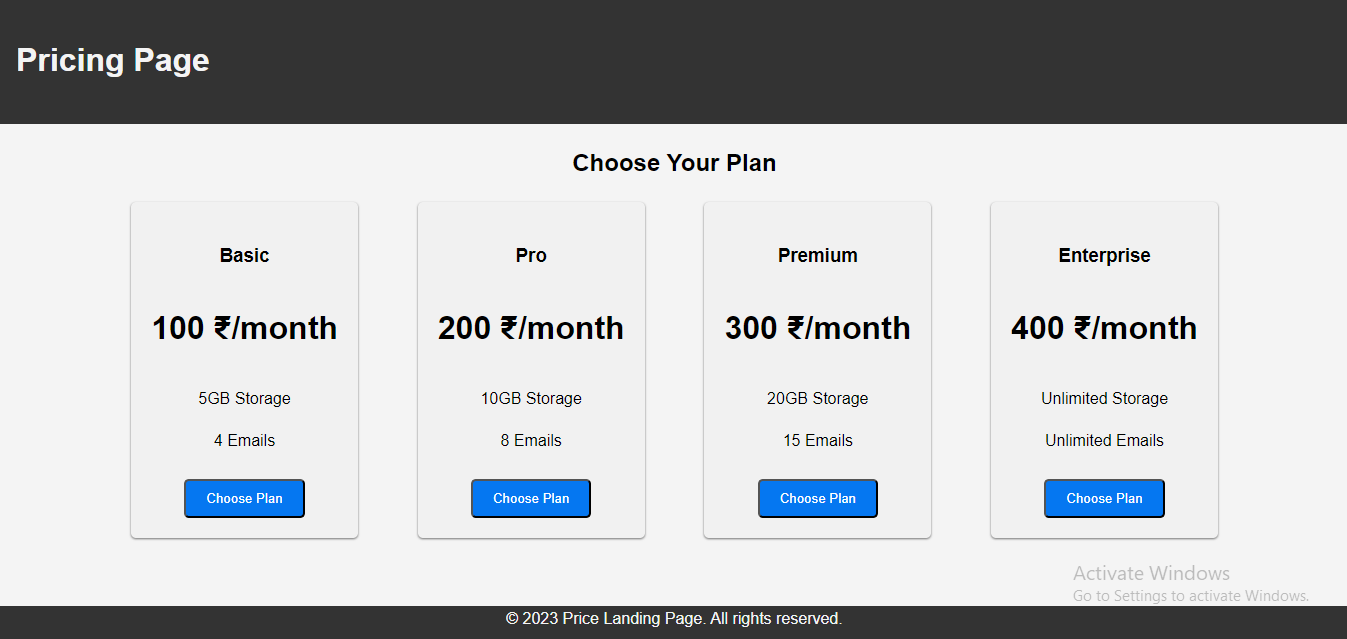 Pricing Page
Choose Your Plan
Basic
100 ₹/month
5GB Storage
4 Emails
Choose Plan
Pro
200 ₹/month
10GB Storage
8 Emails
Choose Plan
Premium
300 ₹/month
20GB Storage
15 Emails
Choose Plan
Enterprise
400 ₹/month
Unlimited Storage
Unlimited Emails
Choose Plan
Activate Windows
Go to Settings to activate Windows.
© 2023 Price Landing Page. All rights reserved.